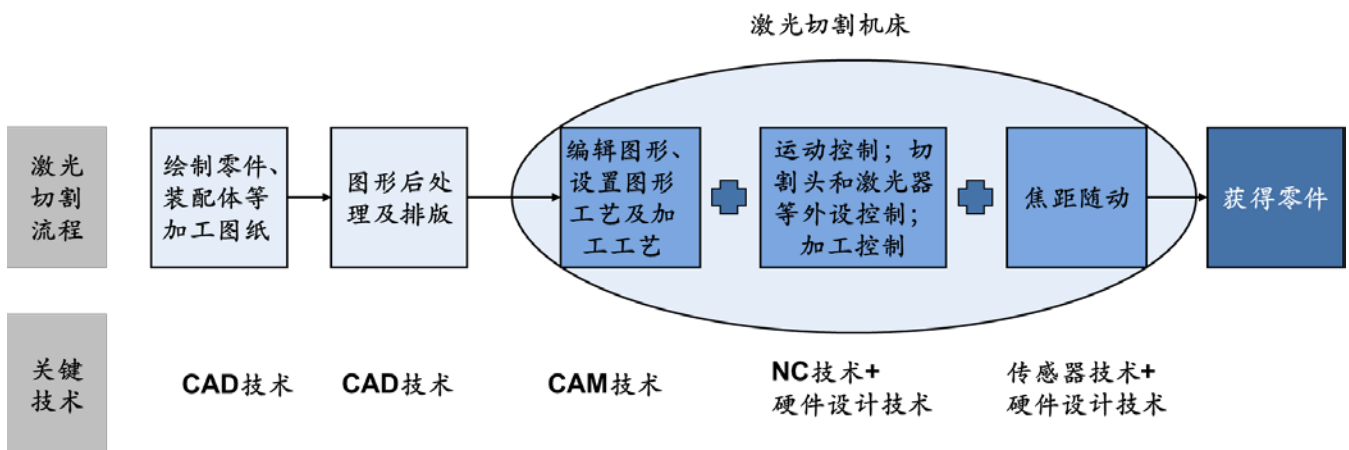 激光切割机床
激光
切割
流程
绘制零件、
装配体等
加工图纸
图形后处
理及排版
编辑图形、
设置图形
工艺及加
工工艺
运动控制；切
割头和激光器
等外设控制；
加工控制
焦距随动
获得零件
关键
技术
CAD技术
CAD技术
CAM技术
NC技术+
硬件设计技术
传感器技术+
硬件设计技术